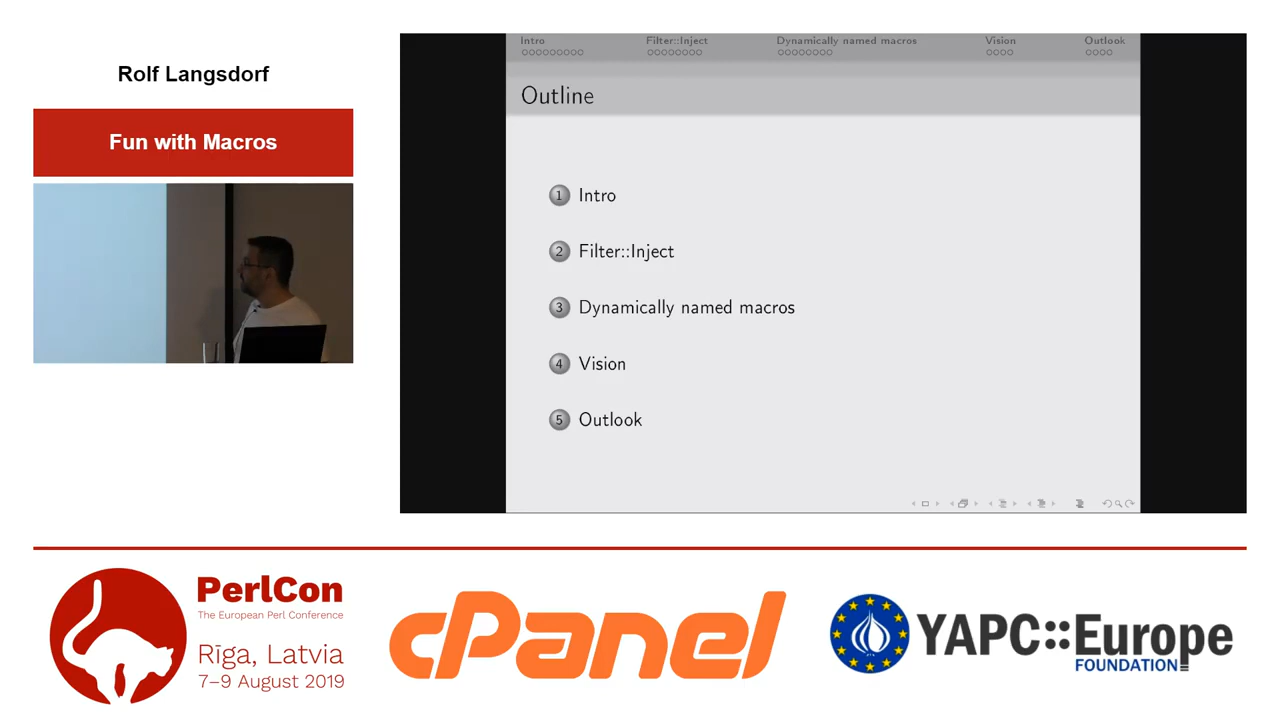 Rolf Langsdorf
Fun with Macros
Intro Filter::Inject Dynamically named macros Vision Outlook
Outline
1 Intro
2 Filter::Inject
3 Dynamically named macros
4 Vision
5 Outlook
PerlCon
The European Perl Conference
Rīga, Latvia
7–9 August 2019
cPanel
YAPC::Europe
FOUNDATION